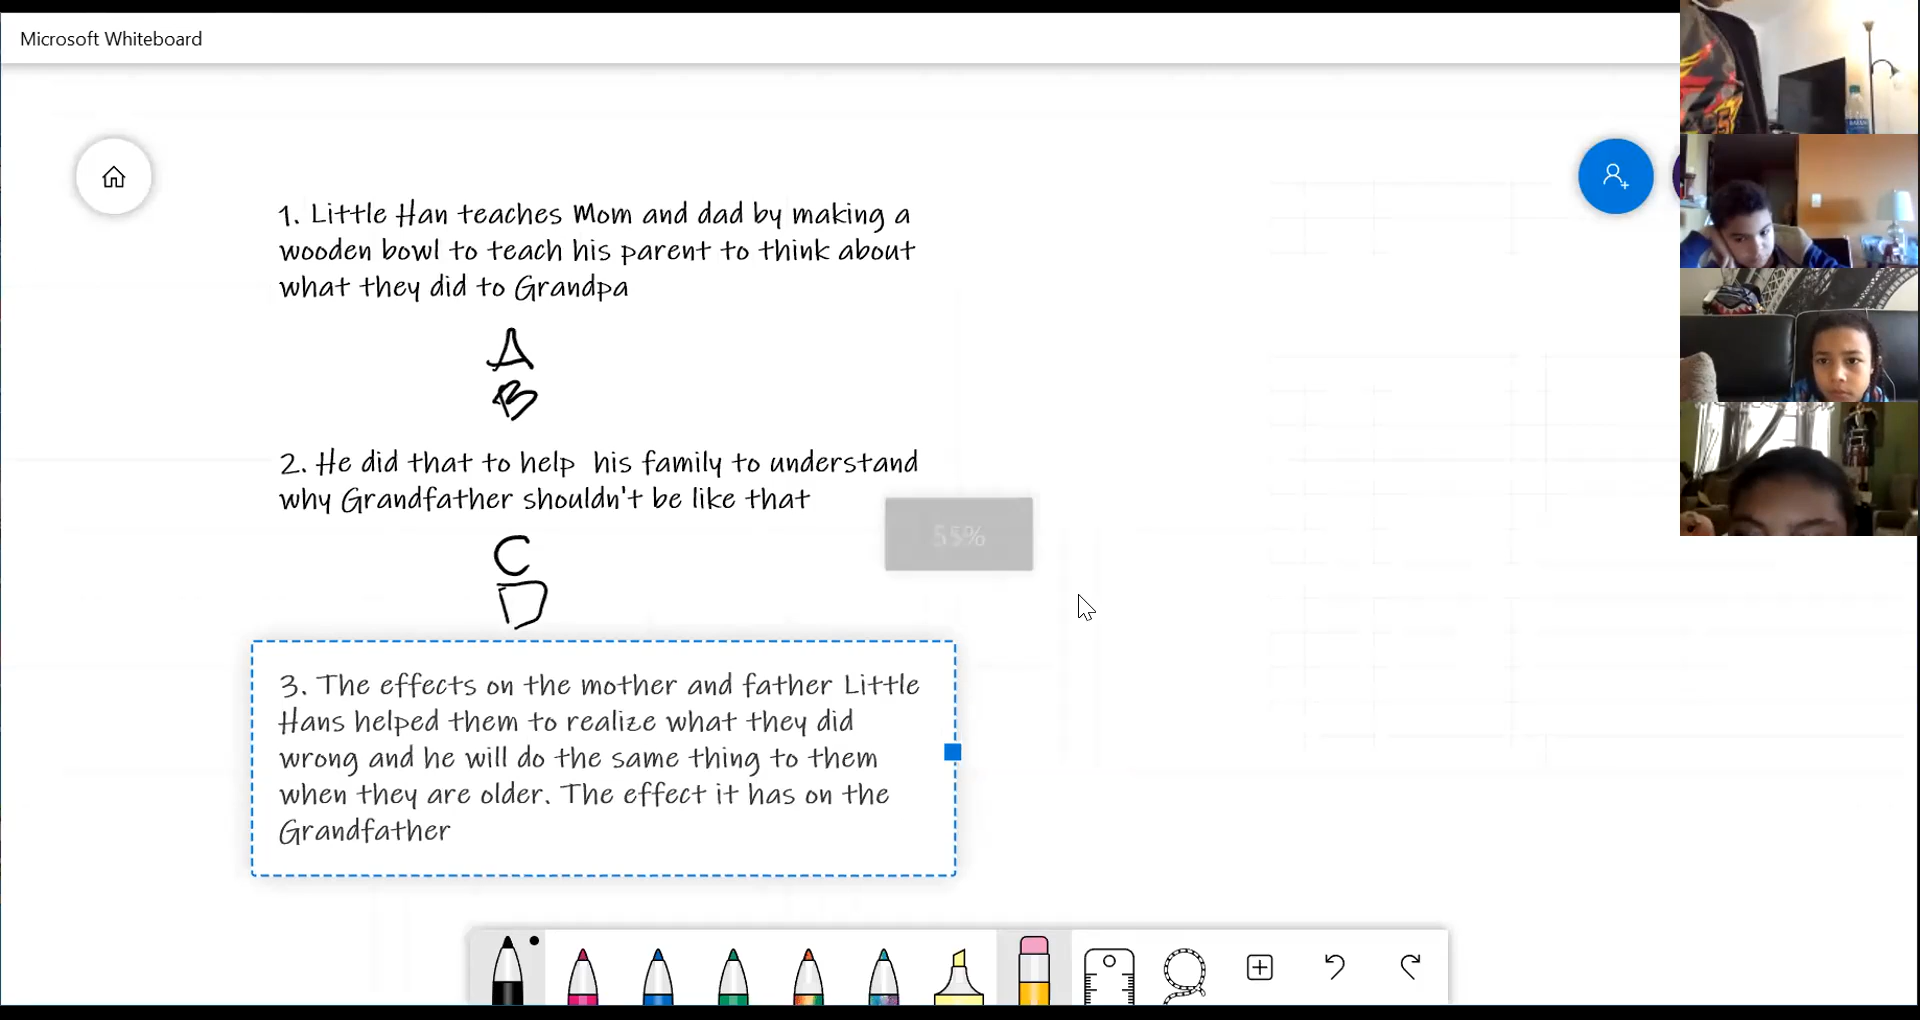 Microsoft Whiteboard
1. Little Han teaches Mom and dad by making a
wooden bowl to teach his parent to think about
what they did to Grandpa
A
B
2. He did that to help his family to understand
why Grandfather shouldn't be like that
55%
C
D
3. The effects on the mother and father Little
Hans helped them to realize what they did
wrong and he will do the same thing to them
when they are older. The effect it has on the
Grandfather